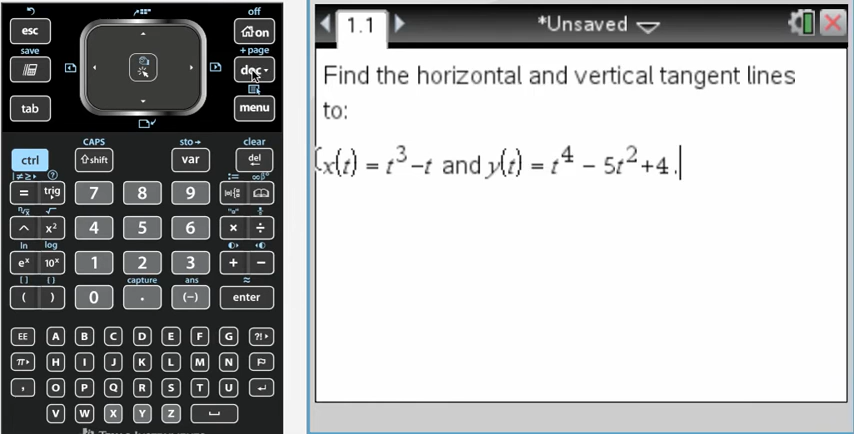 off
esc
on
save
+ page
doc
tab
menu
CAPS
sto→
clear
ctrl
⇧shift
var
del
|≠≥▸
= trig 7 8 9
^ x² 4 5 6 × ÷
ln log
eˣ 10ˣ 1 2 3 + −
[ ] { }
capture
ans
≈
( ) 0 . (−) enter
EE A B C D E F G ?!▸
π▸ H I J K L M N
, O P Q R S T U ↵
V W X Y Z
1.1
*Unsaved
Find the horizontal and vertical tangent lines
to:
x(t) = t³−t and y(t) = t⁴ − 5t²+4.